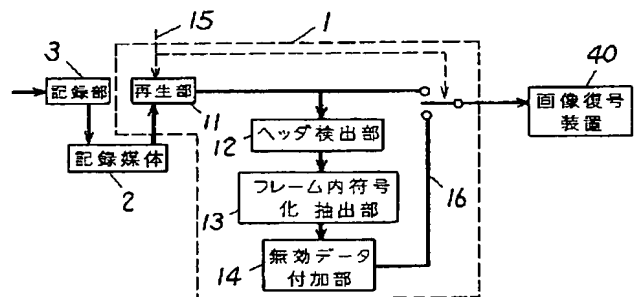 15
1
3
記録部
再生部
11
40
画像復号
装置
記録媒体
2
12
ヘッダ検出部
フレーム内符号
化 抽出部
13
16
無効データ
付加部
14